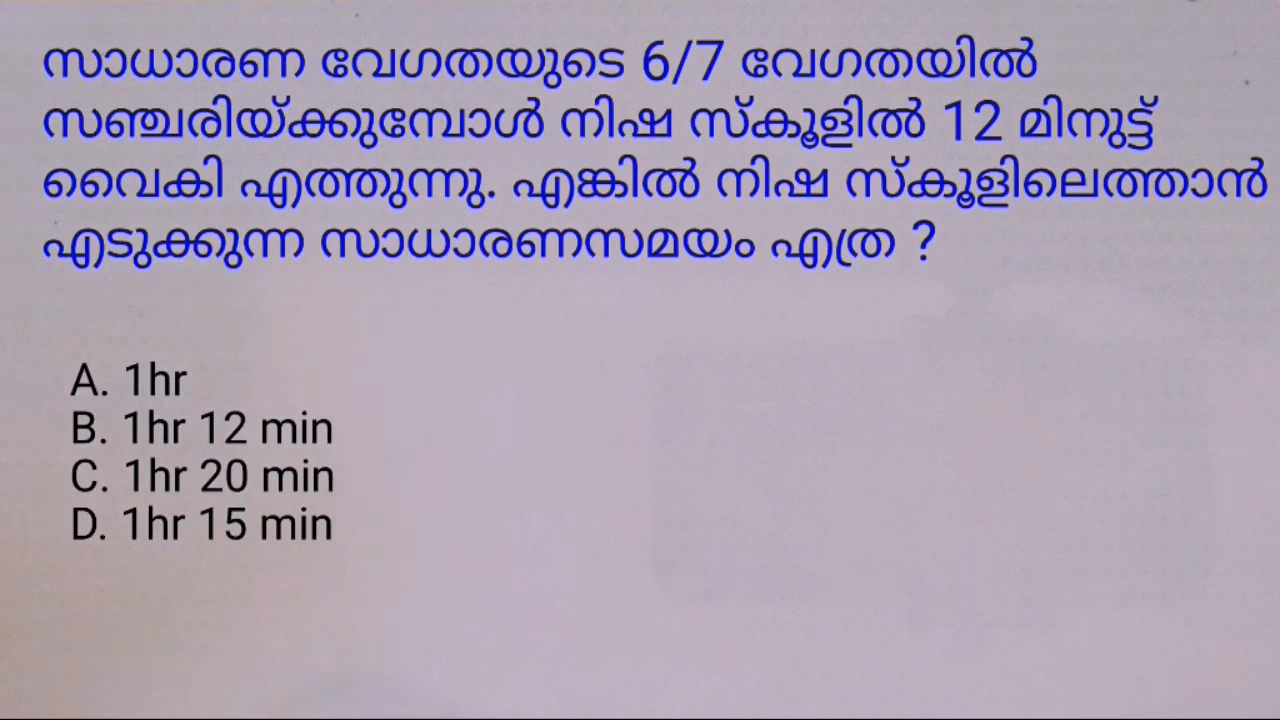 സാധാരണ വേഗതയുടെ 6/7 വേഗതയിൽ
സഞ്ചരിയ്ക്കുമ്പോൾ നിഷ സ്കൂളിൽ 12 മിനുട്ട്
വൈകി എത്തുന്നു. എങ്കിൽ നിഷ സ്കൂളിലെത്താൻ
എടുക്കുന്ന സാധാരണസമയം എത്ര ?
A. 1hr
B. 1hr 12 min
C. 1hr 20 min
D. 1hr 15 min